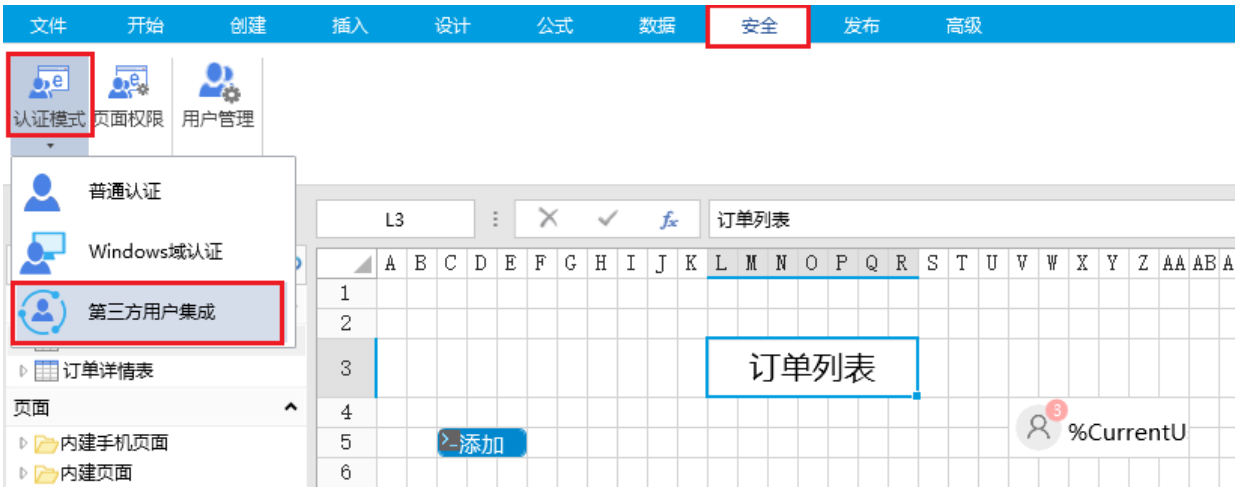 文件 开始 创建 插入 设计 公式 数据 安全 发布 高级
认证模式 页面权限 用户管理
普通认证
Windows域认证
第三方用户集成
订单详情表
页面
内建手机页面
内建页面
L3 fx 订单列表
A B C D E F G H I J K L M N O P Q R S T U V W X Y Z AA AB A
1
2
3 订单列表
4 3
5 添加 %CurrentU
6